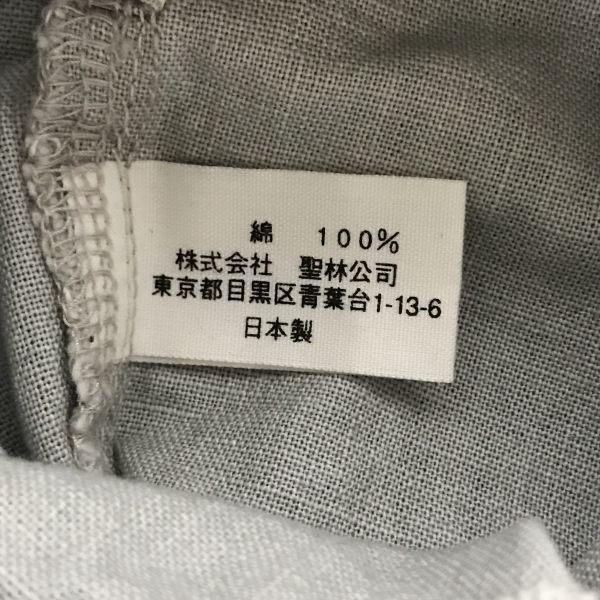 綿 100%
株式会社 聖林公司
東京都目黒区青葉台1-13-6
日本製